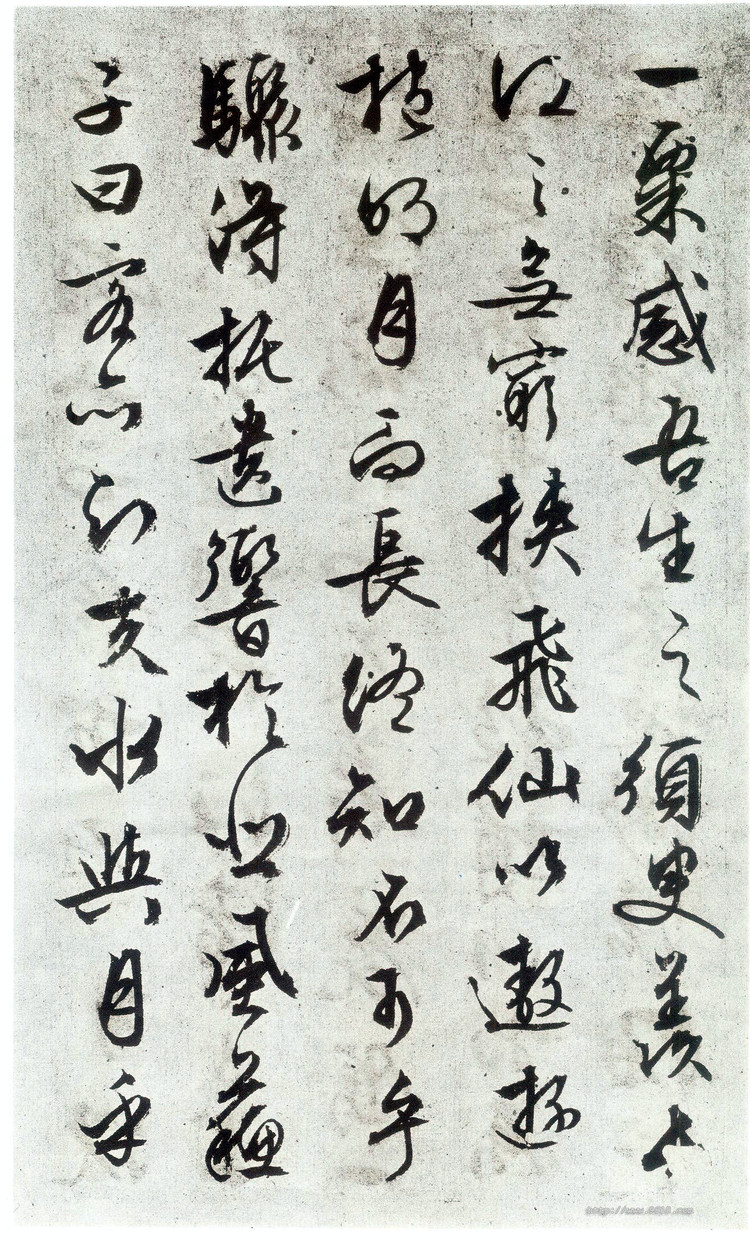 一粟感吾生之須臾羨長
江之無窮挾飛仙以遨遊
抱明月而長終知不可乎
驟得托遺響於悲風蘇
子曰客亦知夫水與月乎